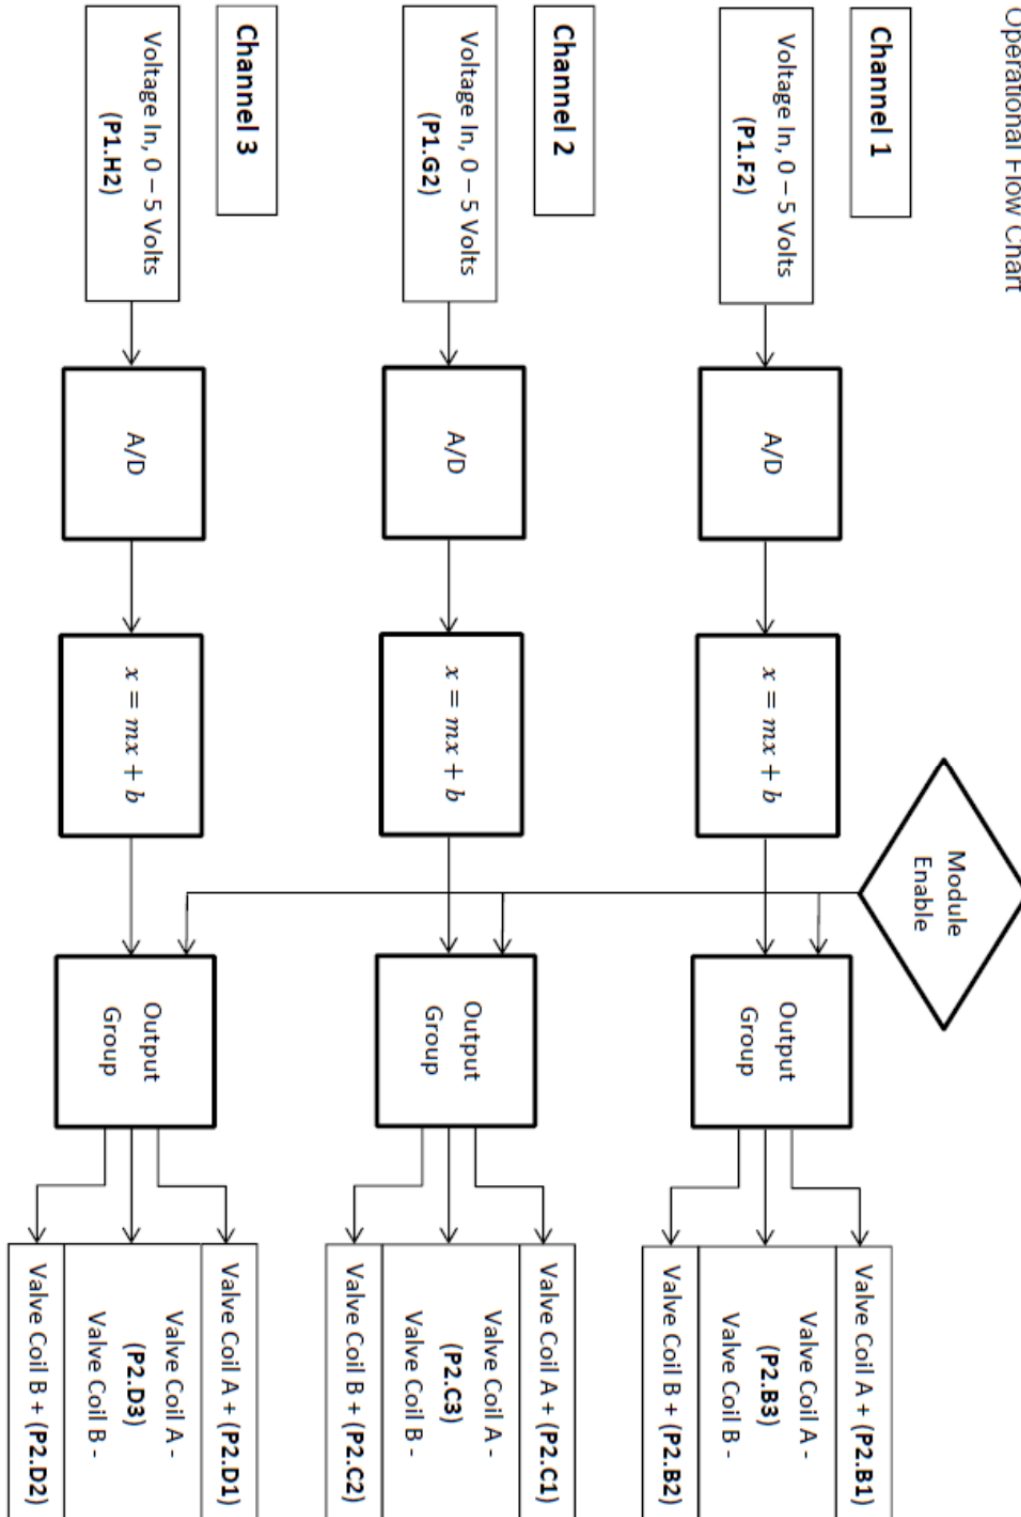 Operational Flow Chart
Module
Enable
Channel 1
Voltage In, 0 – 5 Volts
(P1.F2)
A/D
x = mx + b
Output
Group
Valve Coil A + (P2.B1)
Valve Coil A -
(P2.B3)
Valve Coil B -
Valve Coil B + (P2.B2)
Channel 2
Voltage In, 0 – 5 Volts
(P1.G2)
A/D
x = mx + b
Output
Group
Valve Coil A + (P2.C1)
Valve Coil A -
(P2.C3)
Valve Coil B -
Valve Coil B + (P2.C2)
Channel 3
Voltage In, 0 – 5 Volts
(P1.H2)
A/D
x = mx + b
Output
Group
Valve Coil A + (P2.D1)
Valve Coil A -
(P2.D3)
Valve Coil B -
Valve Coil B + (P2.D2)